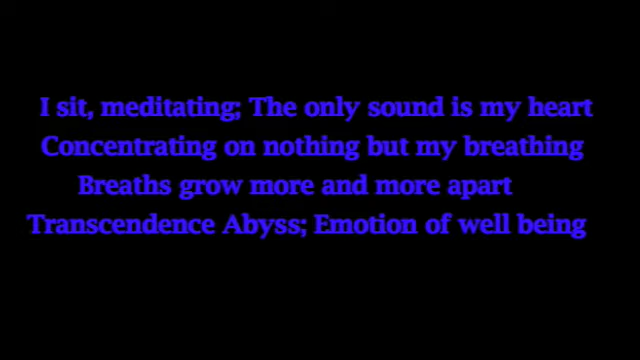 I sit, meditating; The only sound is my heart
Concentrating on nothing but my breathing
Breaths grow more and more apart
Transcendence Abyss; Emotion of well being